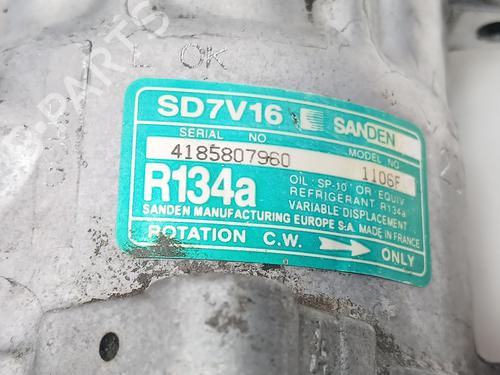 L OK
SD7V16 SANDEN
SERIAL NO
4185807960
MODEL NO
1106F
R134a
OIL SP-10 OR EQUIV.
REFRIGERANT R134a
VARIABLE DISPLACEMENT
SANDEN MANUFACTURING EUROPE S.A. MADE IN FRANCE
ROTATION C.W. ONLY